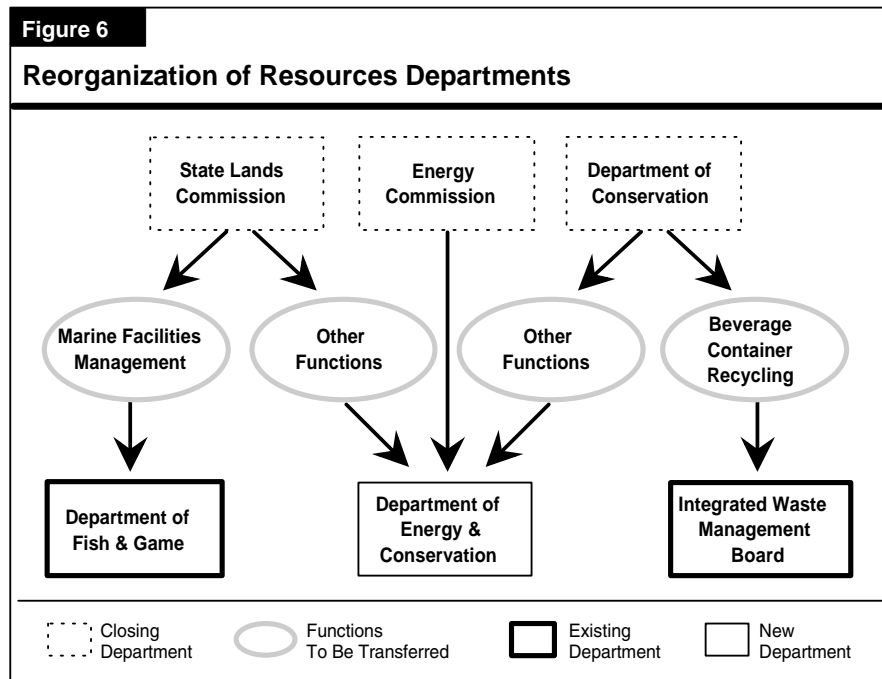 Figure 6
Reorganization of Resources Departments
State Lands
Commission
Energy
Commission
Department of
Conservation
Marine Facilities
Management
Other
Functions
Other
Functions
Beverage
Container
Recycling
Department of
Fish & Game
Department of
Energy &
Conservation
Integrated Waste
Management
Board
Closing
Department
Functions
To Be Transferred
Existing
Department
New
Department